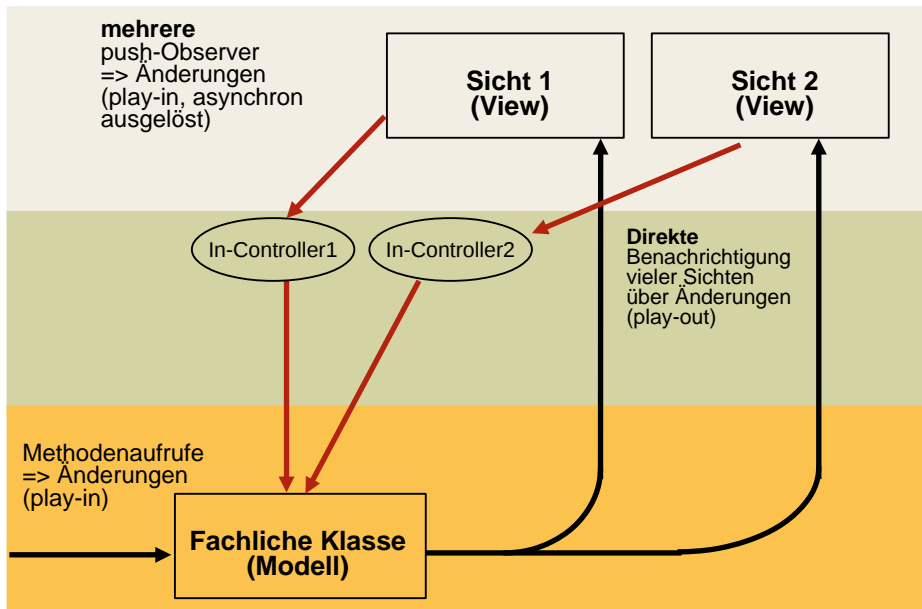 mehrere
push-Observer
=> Änderungen
(play-in, asynchron
ausgelöst)
Sicht 1
(View)
Sicht 2
(View)
In-Controller1
In-Controller2
Direkte
Benachrichtigung
vieler Sichten
über Änderungen
(play-out)
Methodenaufrufe
=> Änderungen
(play-in)
Fachliche Klasse
(Modell)